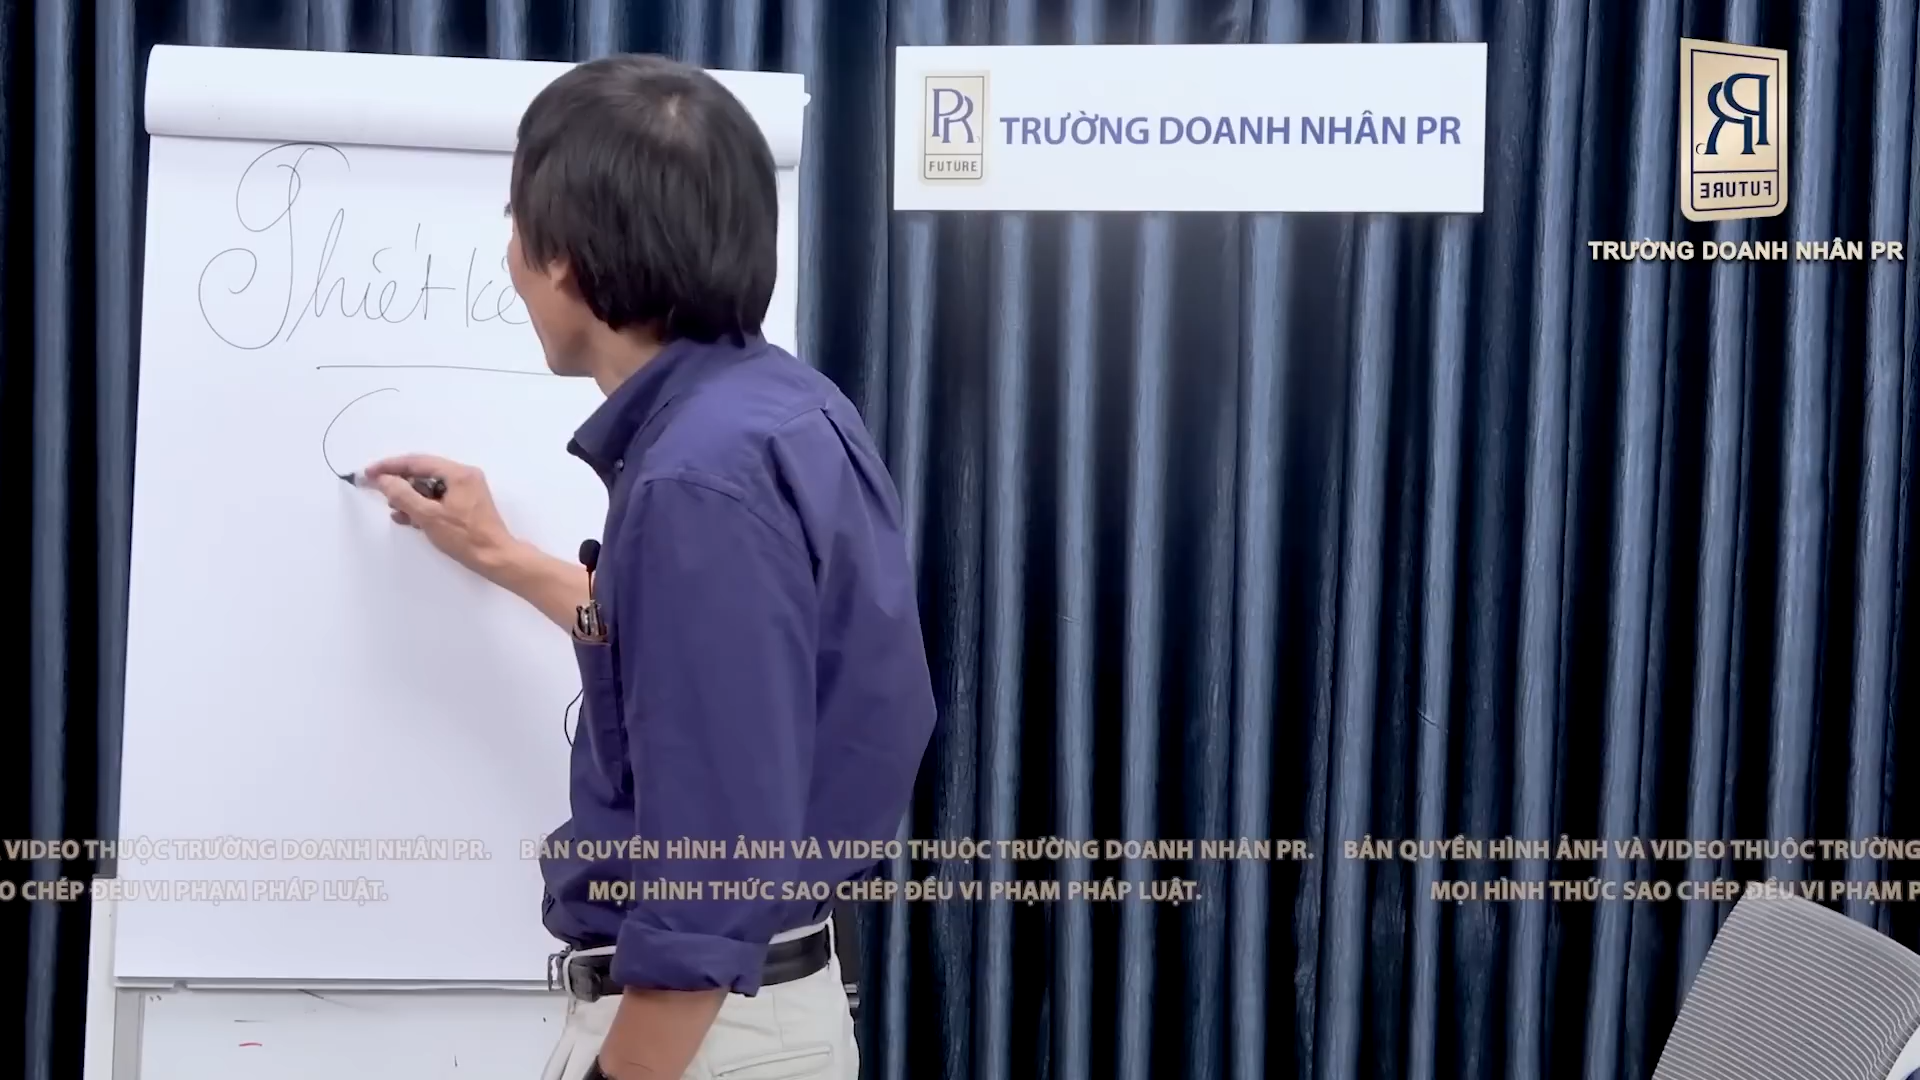 Thiết kế
PR
FUTURE
TRƯỜNG DOANH NHÂN PR
PR
FUTURE
TRƯỜNG DOANH NHÂN PR
VIDEO THUỘC TRƯỜNG DOANH NHÂN PR. BẢN QUYỀN HÌNH ẢNH VÀ VIDEO THUỘC TRƯỜNG DOANH NHÂN PR. BẢN QUYỀN HÌNH ẢNH VÀ VIDEO THUỘC TRƯỜNG
O CHÉP ĐỀU VI PHẠM PHÁP LUẬT. MỌI HÌNH THỨC SAO CHÉP ĐỀU VI PHẠM PHÁP LUẬT. MỌI HÌNH THỨC SAO CHÉP ĐỀU VI PHẠM P